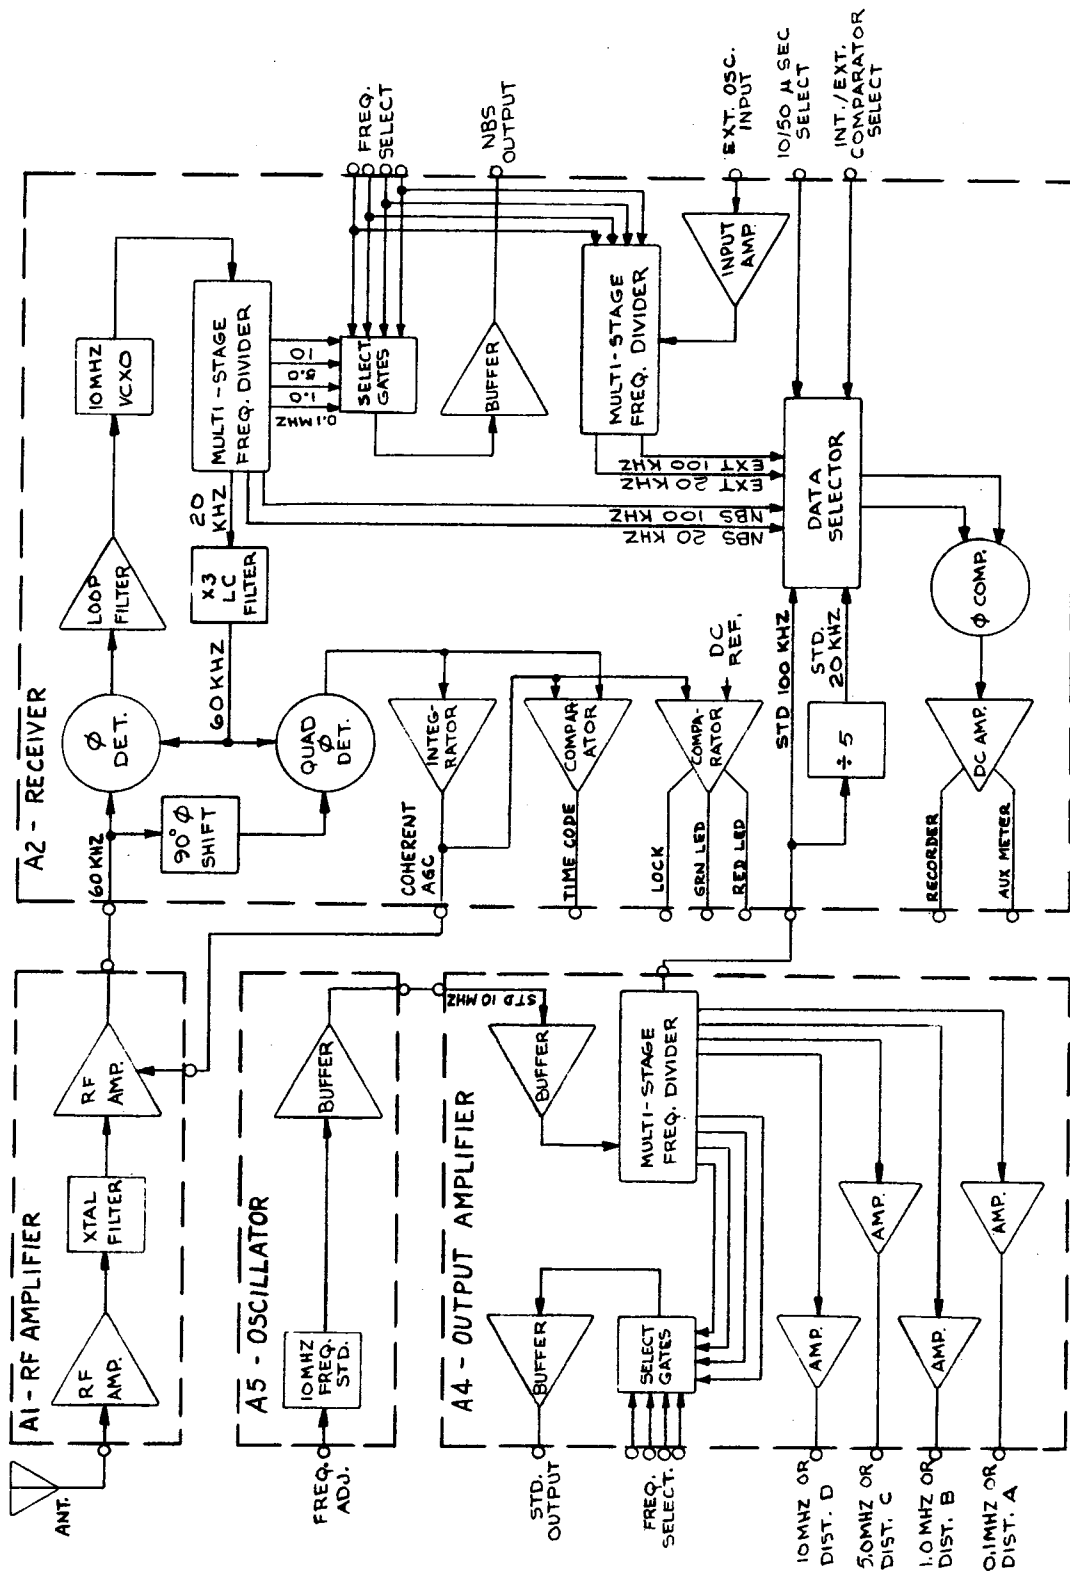 A1 - RF AMPLIFIER
ANT.
RF
AMP.
XTAL
FILTER
RF
AMP.
A5 - OSCILLATOR
FREQ.
ADJ.
10MHZ
FREQ.
STD.
BUFFER
A4 - OUTPUT AMPLIFIER
STD 10 MHZ
BUFFER
MULTI-STAGE
FREQ. DIVIDER
STD.
OUTPUT
BUFFER
FREQ.
SELECT.
SELECT
GATES
10MHZ OR
DIST. D
AMP.
5.0MHZ OR
DIST. C
AMP.
1.0MHZ OR
DIST. B
AMP.
0.1MHZ OR
DIST. A
AMP.
A2 - RECEIVER
60 KHZ
Ø
DET.
LOOP
FILTER
10MHZ
VCXO
90° Ø
SHIFT
60 KHZ
X3
LC
FILTER
20
KHZ
MULTI-STAGE
FREQ. DIVIDER
0.1MHZ
1.0
5.0
10
SELECT.
GATES
FREQ.
SELECT
BUFFER
NBS
OUTPUT
QUAD
Ø
DET.
COHERENT
AGC
INTEG-
RATOR
NBS 20 KHZ
NBS 100 KHZ
EXT 20 KHZ
EXT 100 KHZ
MULTI-STAGE
FREQ. DIVIDER
TIME CODE
COMPAR-
ATOR
LOCK
GRN LED
RED LED
COMPA-
RATOR
DC
REF.
INPUT
AMP.
EXT. OSC.
INPUT
STD 100 KHZ
÷ 5
STD.
20 KHZ
DATA
SELECTOR
10/50 µ SEC
SELECT
INT./EXT.
COMPARATOR
SELECT
RECORDER
AUX METER
DC AMP.
Ø COMP.